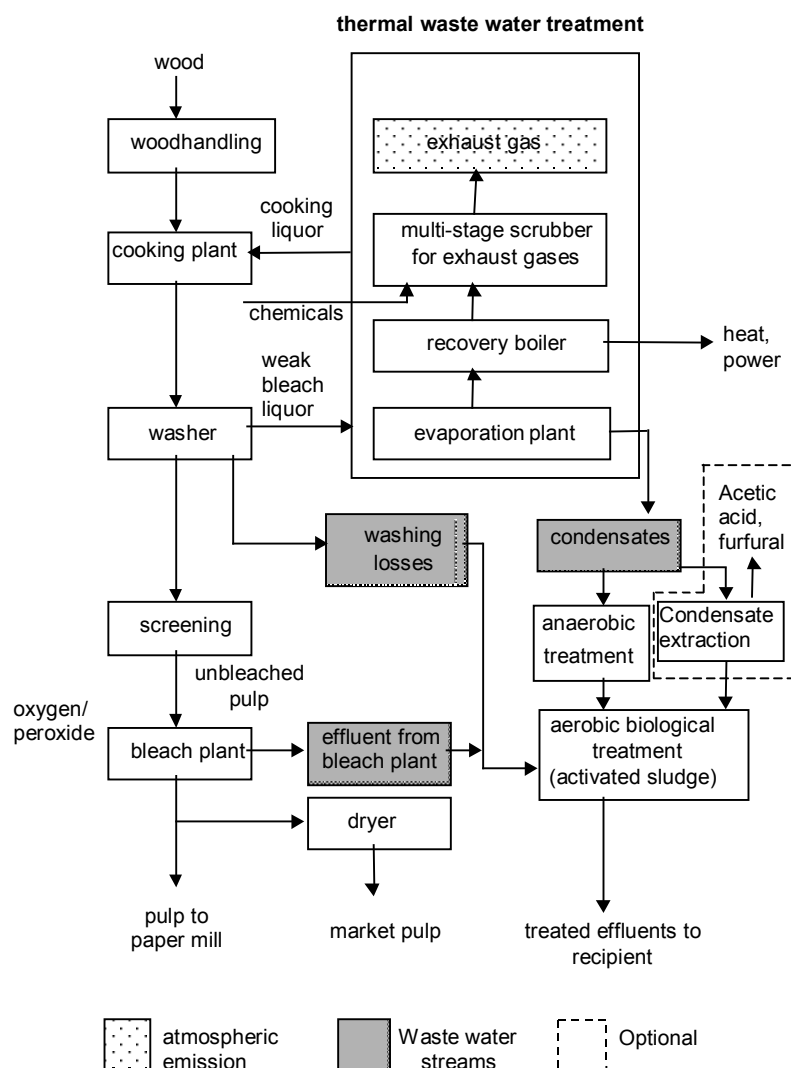 thermal waste water treatment
wood
woodhandling
exhaust gas
cooking
liquor
multi-stage scrubber
for exhaust gases
cooking plant
chemicals
recovery boiler
heat,
power
weak
bleach
liquor
washer
evaporation plant
Acetic
acid,
furfural
washing
losses
condensates
screening
anaerobic
treatment
Condensate
extraction
unbleached
pulp
oxygen/
peroxide
bleach plant
effluent from
bleach plant
aerobic biological
treatment
(activated sludge)
dryer
pulp to
paper mill
market pulp
treated effluents to
recipient
atmospheric
emission
Waste water
streams
Optional